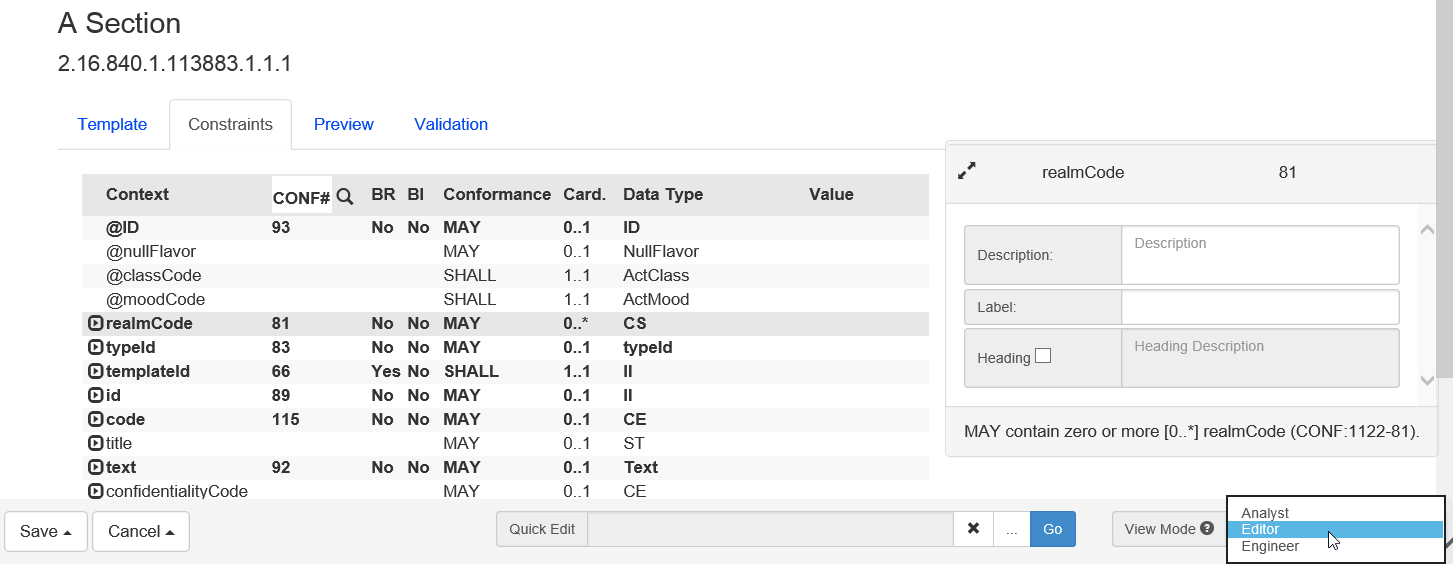 A Section
2.16.840.1.113883.1.1.1
Template Constraints Preview Validation
Context CONF# BR BI Conformance Card. Data Type Value
@ID 93 No No MAY 0..1 ID
@nullFlavor MAY 0..1 NullFlavor
@classCode SHALL 1..1 ActClass
@moodCode SHALL 1..1 ActMood
realmCode 81 No No MAY 0..* CS
typeId 83 No No MAY 0..1 typeId
templateId 66 Yes No SHALL 1..1 II
id 89 No No MAY 0..1 II
code 115 No No MAY 0..1 CE
title MAY 0..1 ST
text 92 No No MAY 0..1 Text
confidentialityCode MAY 0..1 CE
realmCode 81
Description: Description
Label:
Heading Heading Description
MAY contain zero or more [0..*] realmCode (CONF:1122-81).
Save Cancel Quick Edit ... Go View Mode ?
Analyst
Editor
Engineer